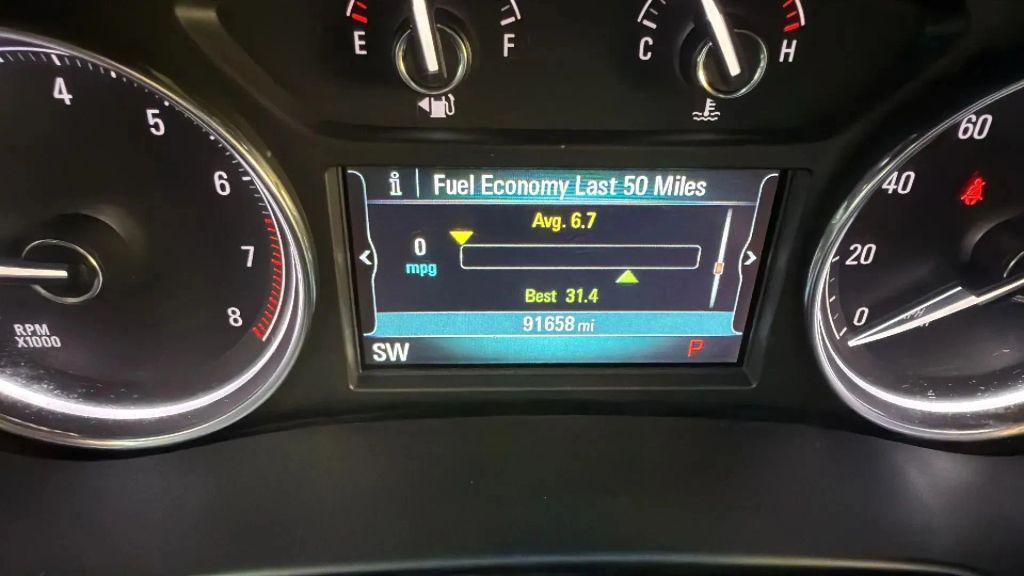 E F
C H
4
5
6
7
8
RPM
X1000
i Fuel Economy Last 50 Miles
Avg. 6.7
0
mpg
Best 31.4
91658 mi
SW P
60
40
20
0